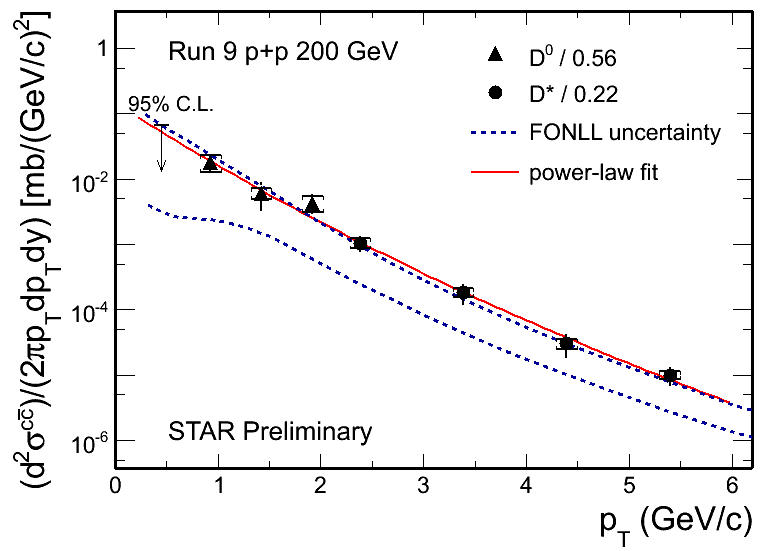 (d²σ^cc̄)/(2πp_T dp_T dy) [mb/(GeV/c)²]
1
10⁻²
10⁻⁴
10⁻⁶
Run 9 p+p 200 GeV
95% C.L.
D⁰ / 0.56
D* / 0.22
FONLL uncertainty
power-law fit
STAR Preliminary
0 1 2 3 4 5 6
p_T (GeV/c)